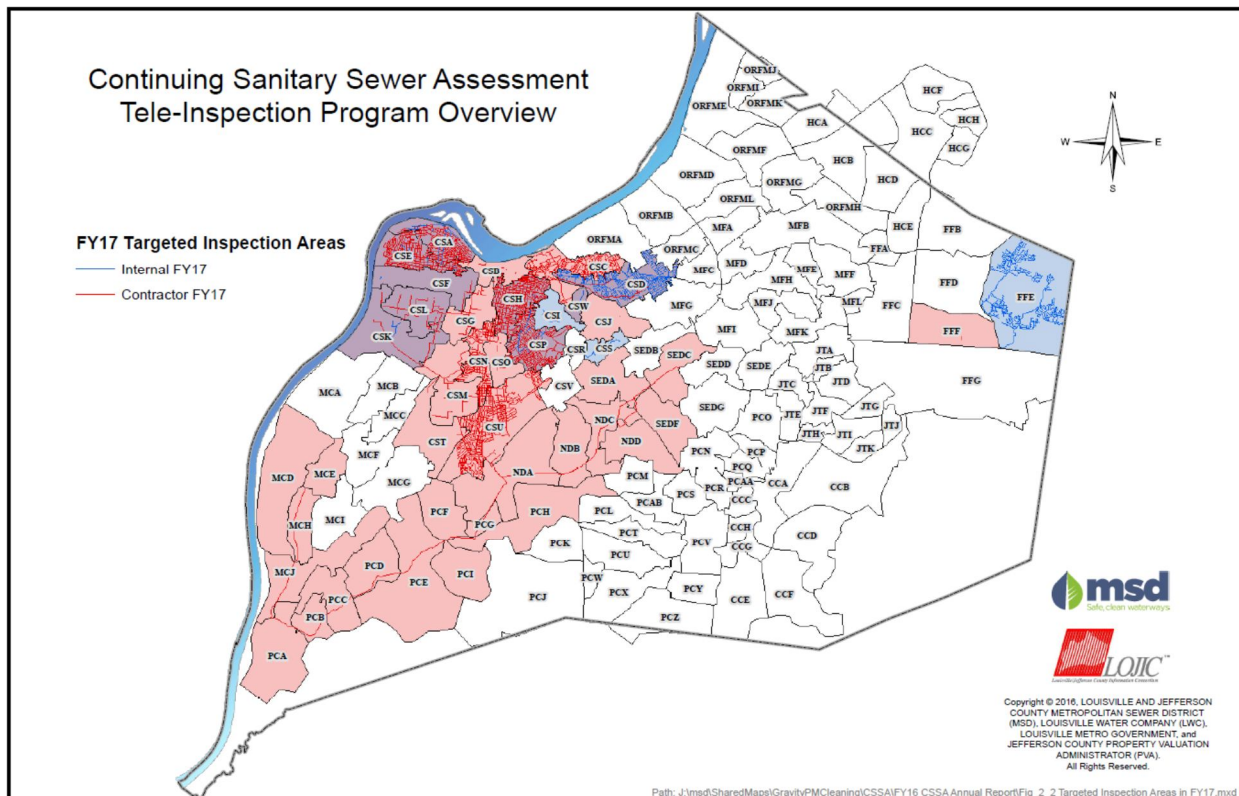 Continuing Sanitary Sewer Assessment
Tele-Inspection Program Overview
FY17 Targeted Inspection Areas
Internal FY17
Contractor FY17
N
W E
S
ORFMJ
ORFMI
ORFMK
ORFME
HCF
HCH
HCC
HCG
HCA
ORFMF
HCB
ORFMD
ORFMG
HCD
ORFML
ORFMH
ORFMB
MFA
MFB
HCE
FFB
ORFMA
ORFMC
FFA
CSA
CSE
CSD
CSC
CSD
MFC
MFD
MFE
MFH
MFF
FFD
FFE
CSF
CSH
CSW
MFG
MFJ
MFL
FFC
CSL
CSG
CSI
CSJ
MFI
MFK
FFF
CSK
CSP
CSR
CSS
SEDB
SEDC
JTA
CSN
CSO
SEDD
SEDE
JTB
MCA
MCB
CSM
CSV
SEDA
JTC
JTD
FFG
MCC
SEDG
JTG
CSU
NDC
SEDF
PCO
JTE
JTF
JTJ
MCF
CST
NDB
NDD
JTH
JTI
JTK
MCD
MCE
MCG
NDA
PCN
PCP
PCQ
PCM
PCR
PCAA
CCA
CCB
MCH
MCI
PCF
PCG
PCH
PCL
PCAB
PCS
CCC
PCT
CCH
CCD
PCK
PCU
PCV
CCG
MCJ
PCD
PCE
PCI
PCW
PCX
PCY
CCE
CCF
PCC
PCB
PCJ
PCZ
PCA
msd
Safe, clean waterways
LOJIC™
Louisville/Jefferson County Information Consortium
Copyright © 2016, LOUISVILLE AND JEFFERSON
COUNTY METROPOLITAN SEWER DISTRICT
(MSD), LOUISVILLE WATER COMPANY (LWC),
LOUISVILLE METRO GOVERNMENT, and
JEFFERSON COUNTY PROPERTY VALUATION
ADMINISTRATOR (PVA).
All Rights Reserved.
Path: J:\msd\SharedMaps\GravityPMCleaning\CSSA\FY16 CSSA Annual Report\Fig_2_2 Targeted Inspection Areas in FY17.mxd